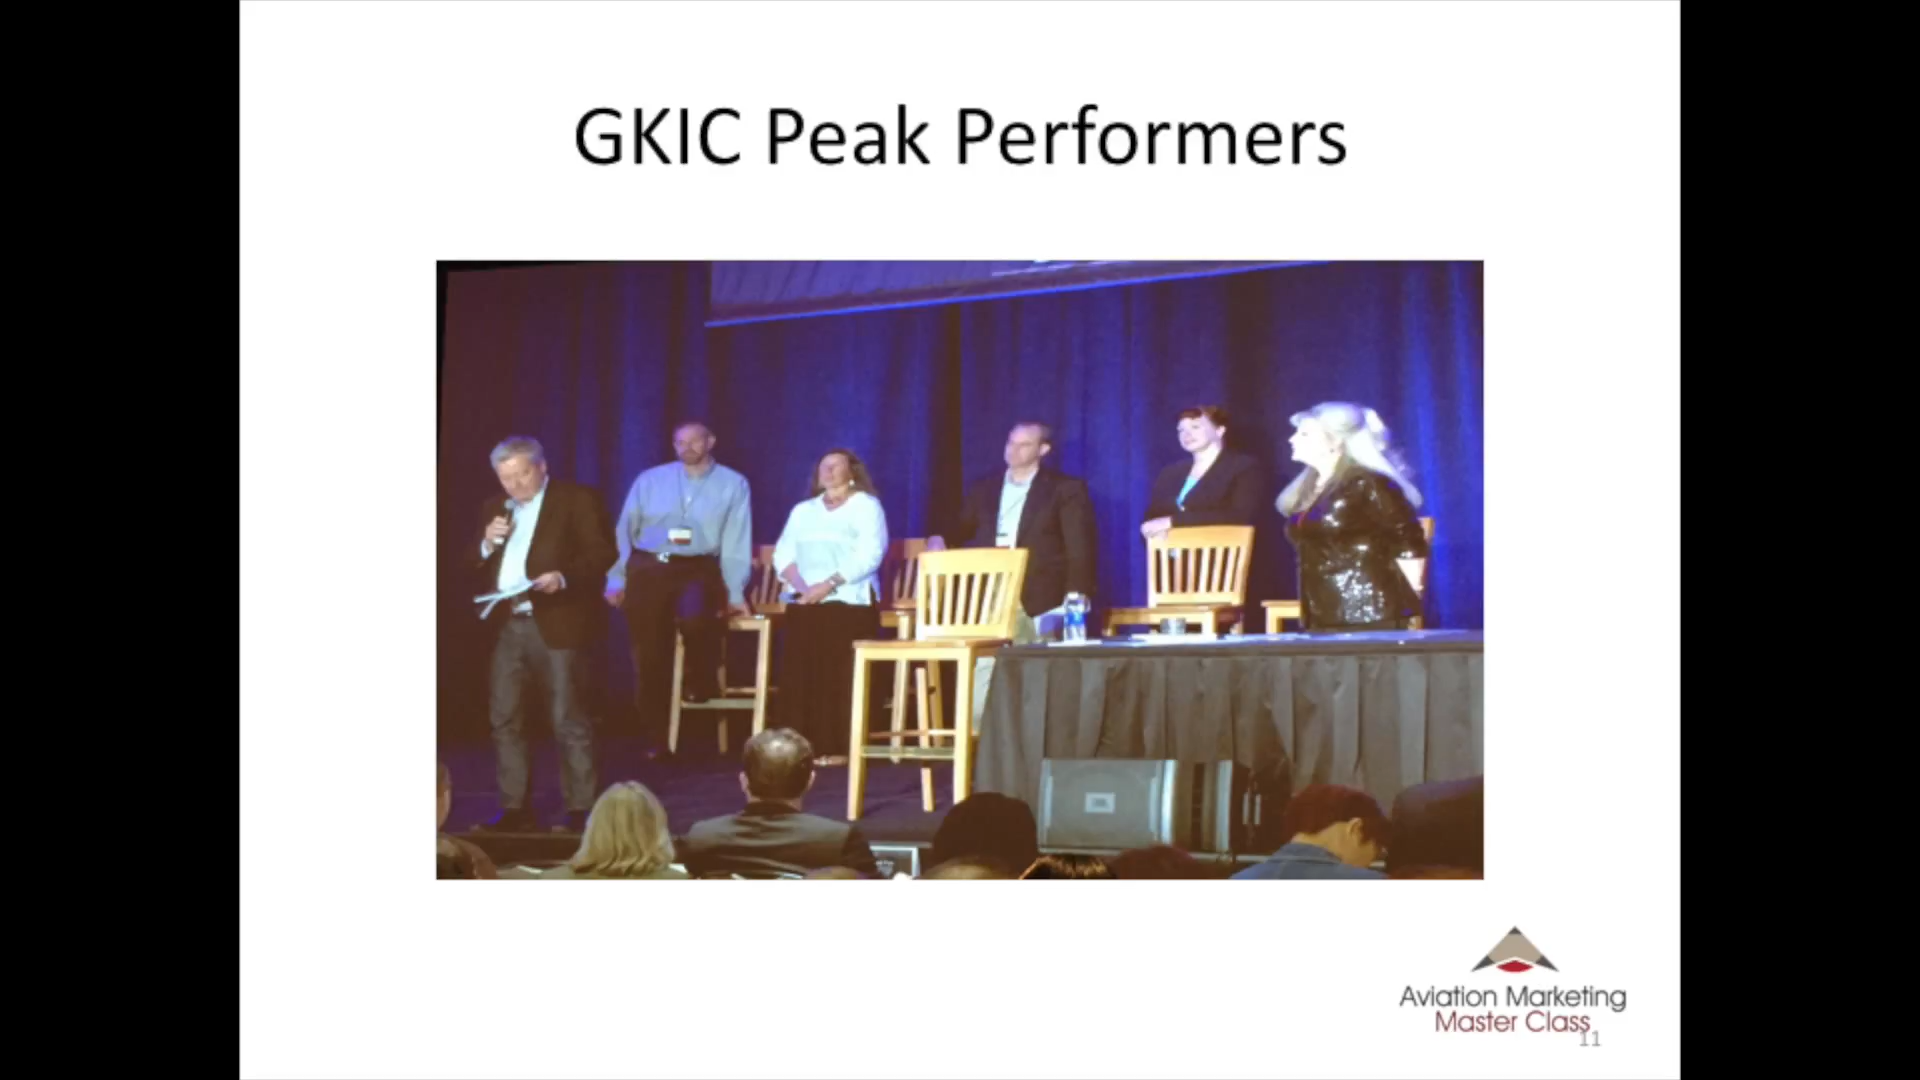 GKIC Peak Performers
Aviation Marketing
Master Class
11